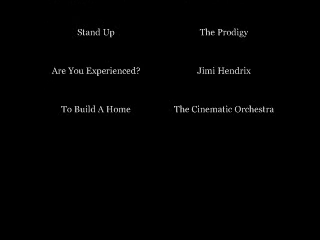 Stand Up The Prodigy
Are You Experienced? Jimi Hendrix
To Build A Home The Cinematic Orchestra